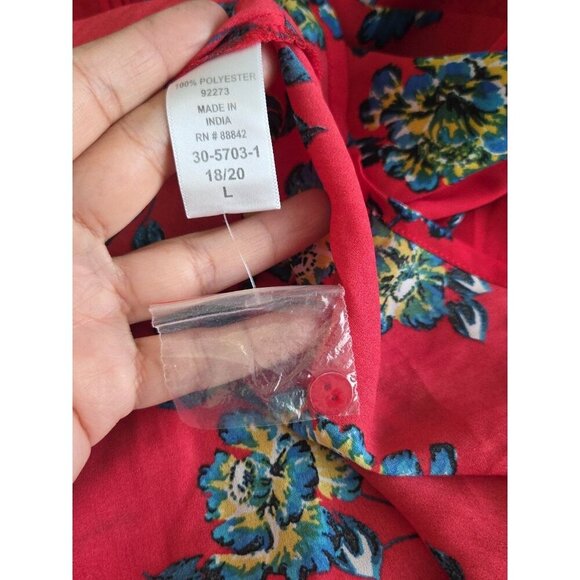 100% POLYESTER
92273
MADE IN
INDIA
RN # 88842
30-5703-1
18/20
L